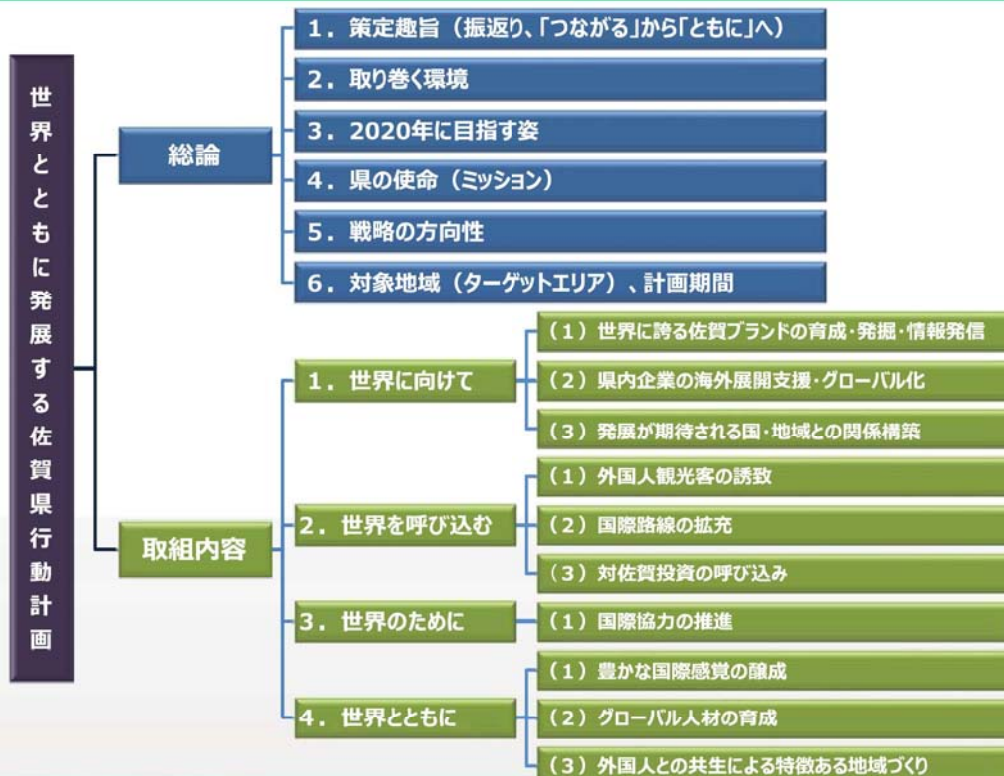 世界とともに発展する佐賀県行動計画
総論
1. 策定趣旨（振返り、「つながる」から「ともに」へ）
2. 取り巻く環境
3. 2020年に目指す姿
4. 県の使命（ミッション）
5. 戦略の方向性
6. 対象地域（ターゲットエリア）、計画期間
取組内容
1. 世界に向けて
（1）世界に誇る佐賀ブランドの育成・発掘・情報発信
（2）県内企業の海外展開支援・グローバル化
（3）発展が期待される国・地域との関係構築
2. 世界を呼び込む
（1）外国人観光客の誘致
（2）国際路線の拡充
（3）対佐賀投資の呼び込み
3. 世界のために
（1）国際協力の推進
4. 世界とともに
（1）豊かな国際感覚の醸成
（2）グローバル人材の育成
（3）外国人との共生による特徴ある地域づくり